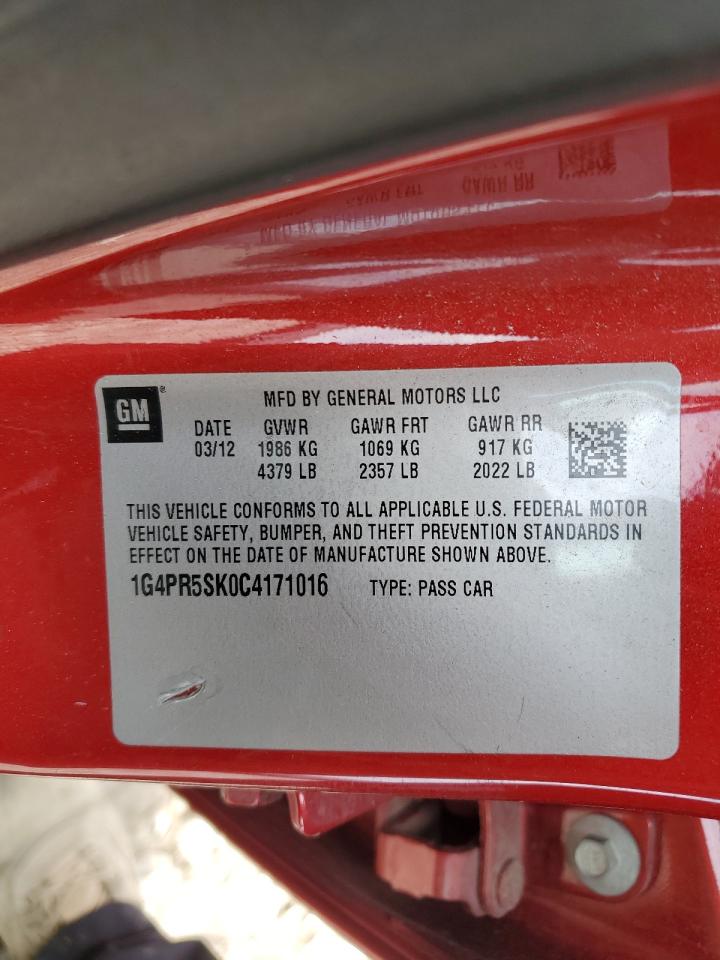 GM®
MFD BY GENERAL MOTORS LLC
DATE GVWR GAWR FRT GAWR RR
03/12 1986 KG 1069 KG 917 KG
4379 LB 2357 LB 2022 LB
THIS VEHICLE CONFORMS TO ALL APPLICABLE U.S. FEDERAL MOTOR
VEHICLE SAFETY, BUMPER, AND THEFT PREVENTION STANDARDS IN
EFFECT ON THE DATE OF MANUFACTURE SHOWN ABOVE.
1G4PR5SK0C4171016 TYPE: PASS CAR